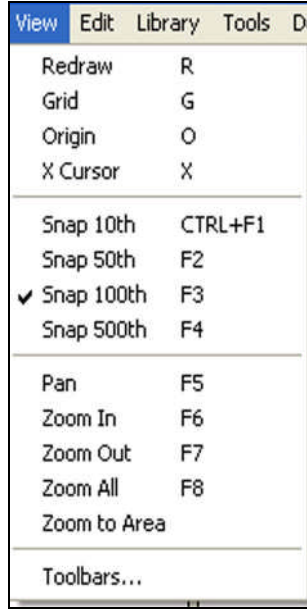 View Edit Library Tools D
Redraw R
Grid G
Origin O
X Cursor X
Snap 10th CTRL+F1
Snap 50th F2
Snap 100th F3
Snap 500th F4
Pan F5
Zoom In F6
Zoom Out F7
Zoom All F8
Zoom to Area
Toolbars...